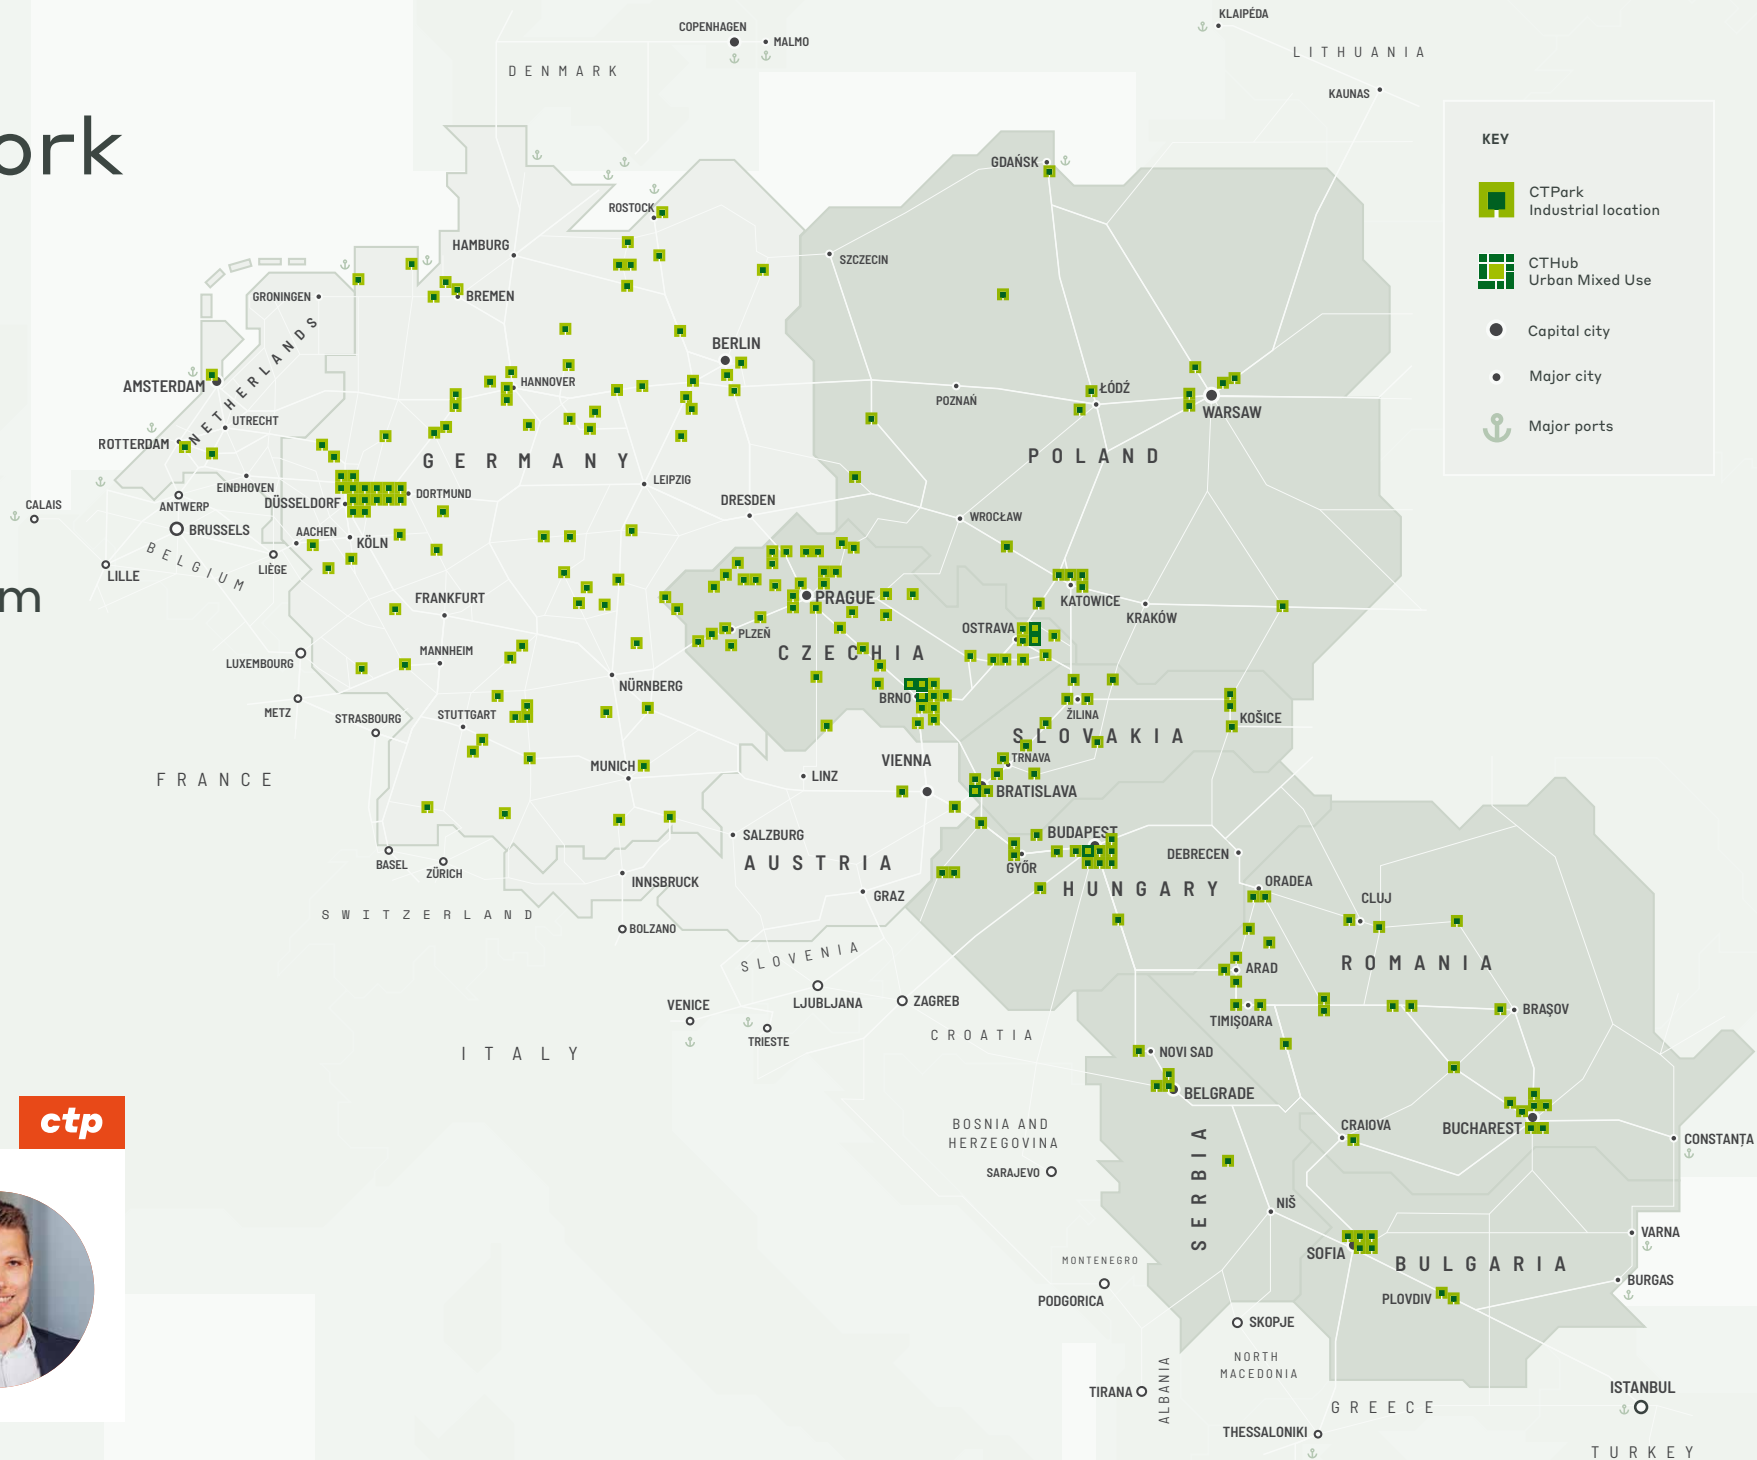 ork
m
ctp
KEY
CTPark
Industrial location
CTHub
Urban Mixed Use
Capital city
Major city
Major ports
COPENHAGEN
MALMO
DENMARK
KLAIPÉDA
LITHUANIA
KAUNAS
GDAŃSK
ROSTOCK
HAMBURG
SZCZECIN
GRONINGEN
BREMEN
NETHERLANDS
BERLIN
AMSTERDAM
HANNOVER
POZNAŃ
ŁÓDŹ
WARSAW
UTRECHT
ROTTERDAM
GERMANY
POLAND
EINDHOVEN
LEIPZIG
DORTMUND
DÜSSELDORF
DRESDEN
CALAIS
ANTWERP
WROCŁAW
BRUSSELS
AACHEN
KÖLN
BELGIUM
LIÈGE
LILLE
FRANKFURT
PRAGUE
KATOWICE
KRAKÓW
OSTRAVA
PLZEŇ
MANNHEIM
CZECHIA
LUXEMBOURG
NÜRNBERG
BRNO
METZ
STRASBOURG
STUTTGART
ŽILINA
KOŠICE
SLOVAKIA
TRNAVA
VIENNA
MUNICH
LINZ
FRANCE
BRATISLAVA
SALZBURG
BUDAPEST
DEBRECEN
BASEL
ZÜRICH
AUSTRIA
GYŐR
INNSBRUCK
HUNGARY
ORADEA
GRAZ
CLUJ
SWITZERLAND
BOLZANO
SLOVENIA
ROMANIA
ARAD
LJUBLJANA
ZAGREB
VENICE
TIMIŞOARA
BRAŞOV
TRIESTE
CROATIA
ITALY
NOVI SAD
BELGRADE
BOSNIA AND
HERZEGOVINA
CRAIOVA
BUCHAREST
CONSTANŢA
SARAJEVO
SERBIA
NIŠ
VARNA
SOFIA
BULGARIA
MONTENEGRO
PODGORICA
BURGAS
PLOVDIV
SKOPJE
NORTH
MACEDONIA
TIRANA
ALBANIA
ISTANBUL
GREECE
THESSALONIKI
TURKEY